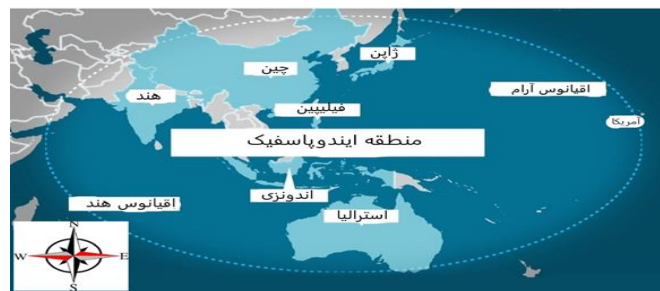 ژاپن
چین
اقیانوس آرام
هند
فیلیپین
آمریکا
منطقه ایندوپاسفیک
اندونزی
اقیانوس هند
استرالیا
N
W
E
S